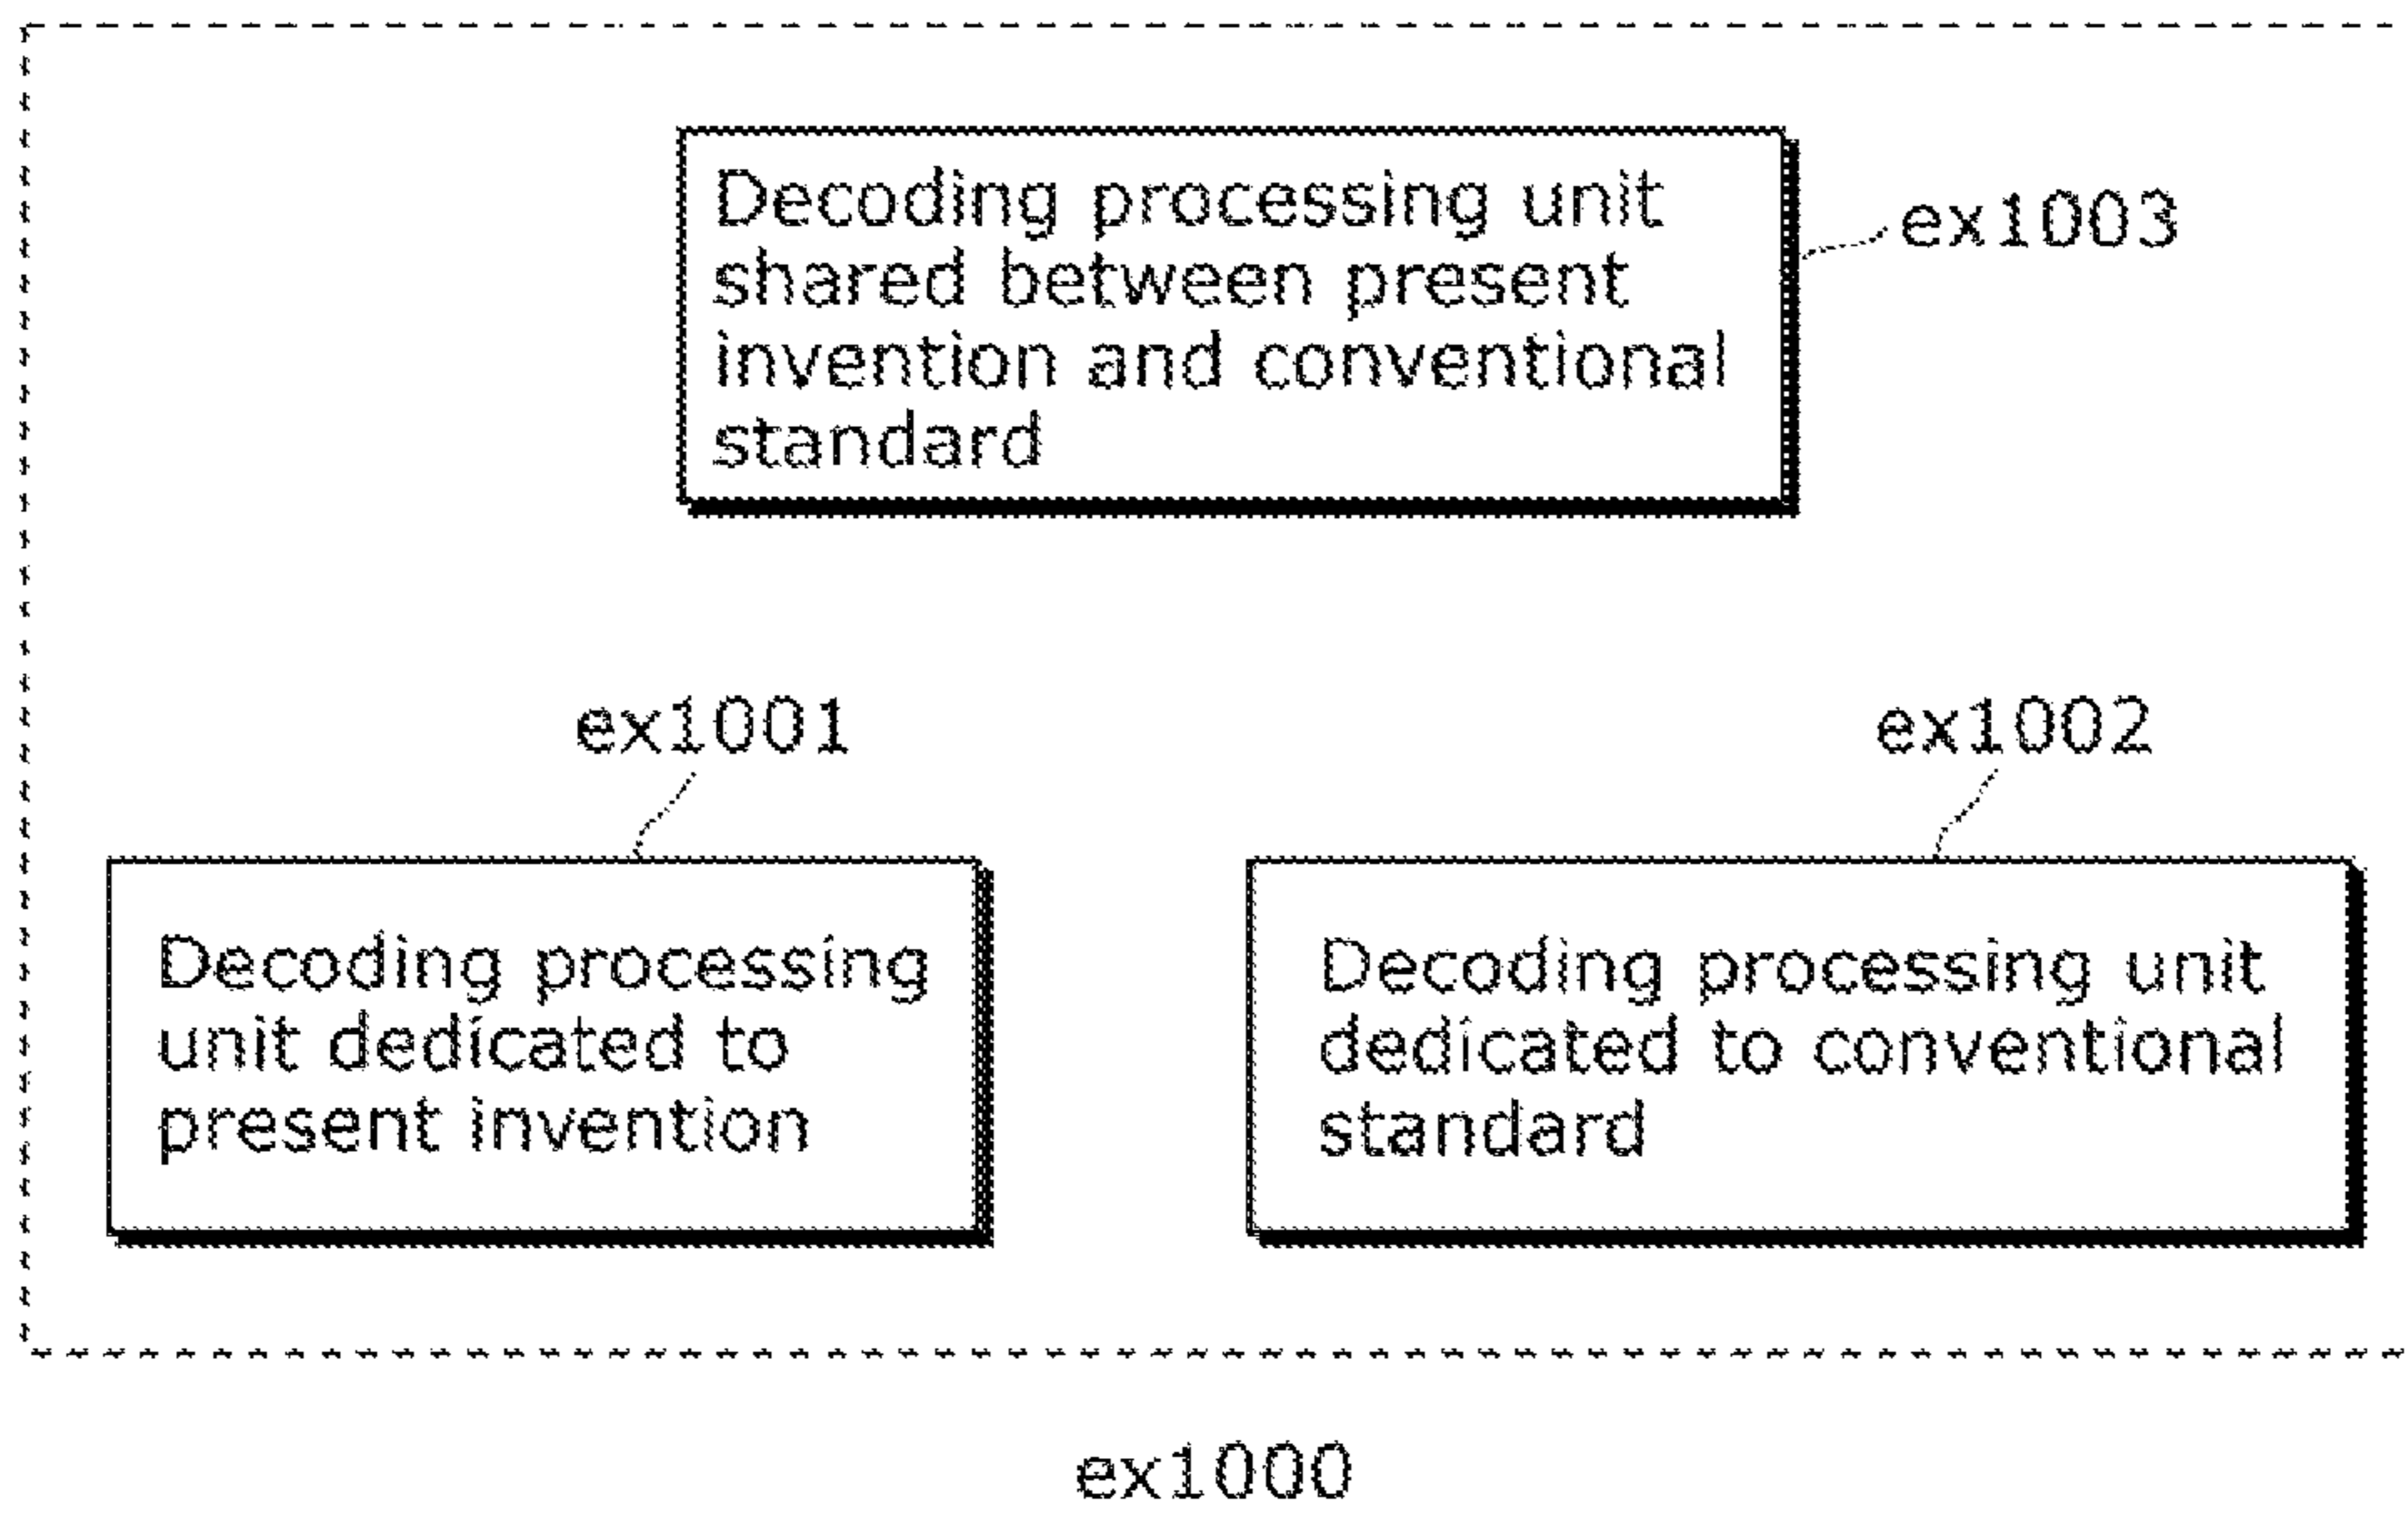 Decoding processing unit
shared between present
invention and conventional
standard
ex1003
ex1001
ex1002
Decoding processing
unit dedicated to
present invention
Decoding processing unit
dedicated to conventional
standard
ex1000